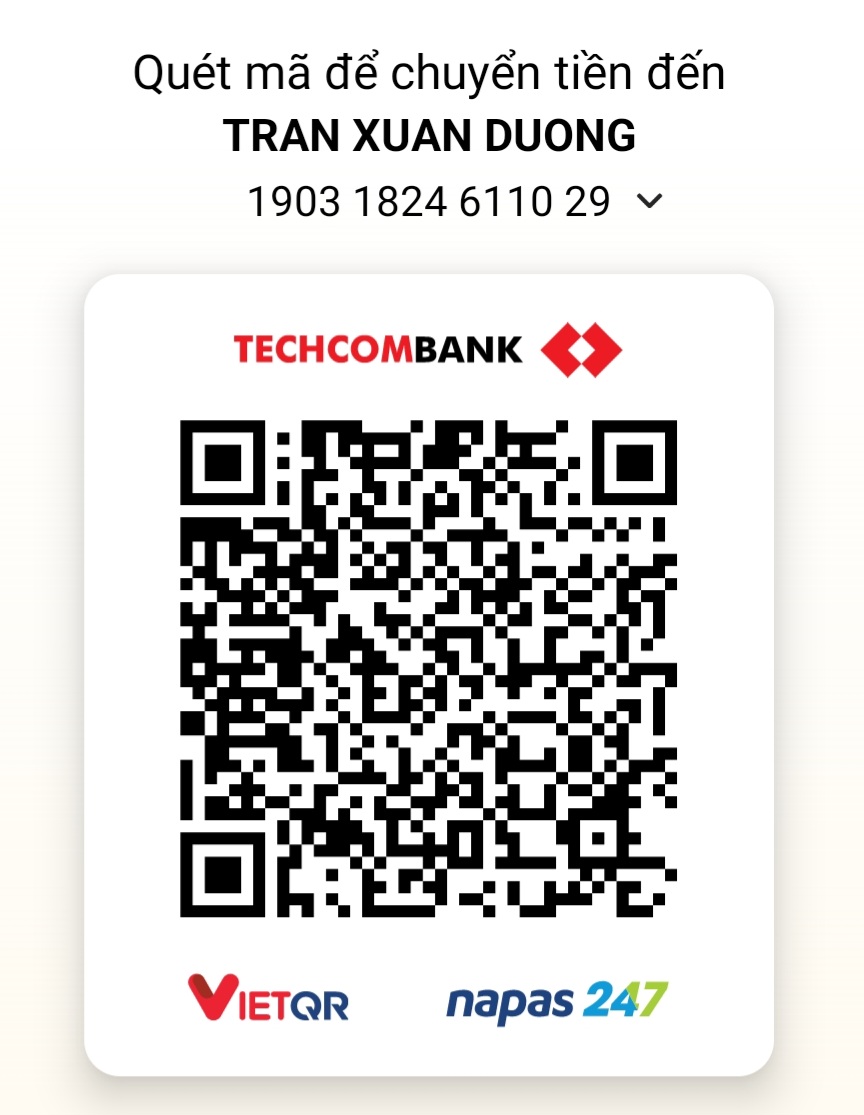 Quét mã để chuyển tiền đến
TRAN XUAN DUONG
1903 1824 6110 29
TECHCOMBANK
VIETQR
napas 247